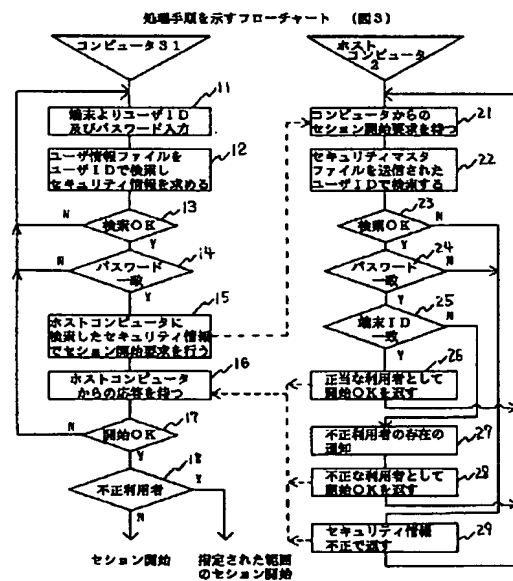 処理手順を示すフローチャート (図3)
コンピュータ31
11
端末よりユーザID
及びパスワード入力
12
ユーザ情報ファイルを
ユーザIDで検索し
セキュリティ情報を求める
13
検索OK
N
Y
14
パスワード
一致
N
Y
15
ホストコンピュータに
検索したセキュリティ情報
でセション開始要求を行う
16
ホストコンピュータ
からの応答を待つ
17
開始OK
N
Y
18
不正利用者
Y
N
セション開始
指定された範囲
のセション開始
ホスト
コンピュータ
2
21
コンピュータからの
セション開始要求を待つ
22
セキュリティマスタ
ファイルを送信された
ユーザIDで検索する
23
検索OK
N
Y
24
パスワード
一致
N
Y
25
端末ID
一致
N
Y
26
正当な利用者として
開始OKを返す
27
不正利用者の存在の
通知
28
不正な利用者として
開始OKを返す
29
セキュリティ情報
不正で返す